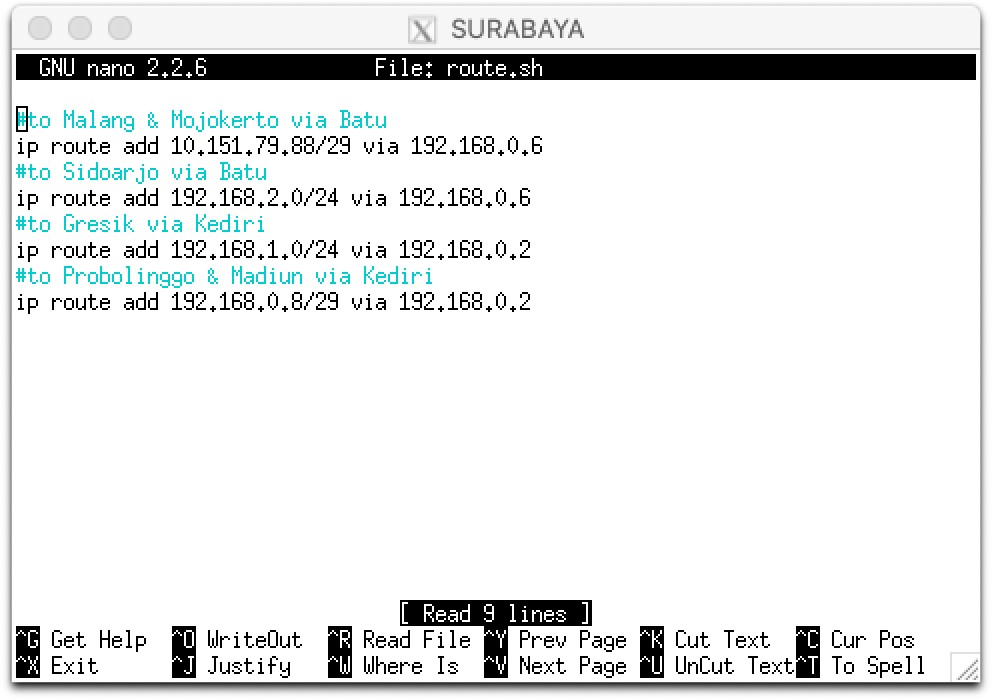 X SURABAYA
GNU nano 2.2.6 File: route.sh
#to Malang & Mojokerto via Batu
ip route add 10.151.79.88/29 via 192.168.0.6
#to Sidoarjo via Batu
ip route add 192.168.2.0/24 via 192.168.0.6
#to Gresik via Kediri
ip route add 192.168.1.0/24 via 192.168.0.2
#to Probolinggo & Madiun via Kediri
ip route add 192.168.0.8/29 via 192.168.0.2
[ Read 9 lines ]
^G Get Help ^O WriteOut ^R Read File ^Y Prev Page ^K Cut Text ^C Cur Pos
^X Exit ^J Justify ^W Where Is ^V Next Page ^U UnCut Text ^T To Spell